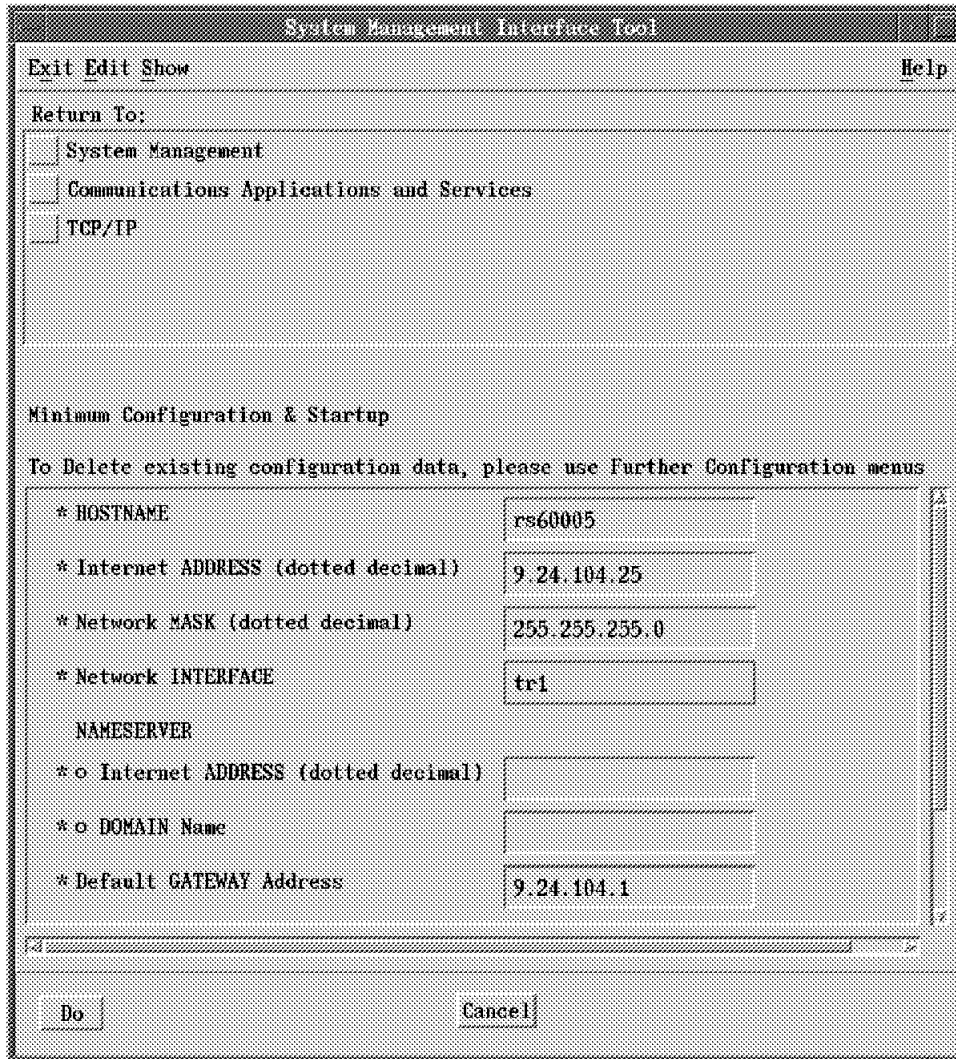 System Management Interface Tool
Exit Edit Show Help
Return To:
System Management
Communications Applications and Services
TCP/IP
Minimum Configuration & Startup
To Delete existing configuration data, please use Further Configuration menus
* HOSTNAME rs60005
* Internet ADDRESS (dotted decimal) 9.24.104.25
* Network MASK (dotted decimal) 255.255.255.0
* Network INTERFACE tr1
NAMESERVER
* o Internet ADDRESS (dotted decimal)
* o DOMAIN Name
* Default GATEWAY Address 9.24.104.1
Do Cancel